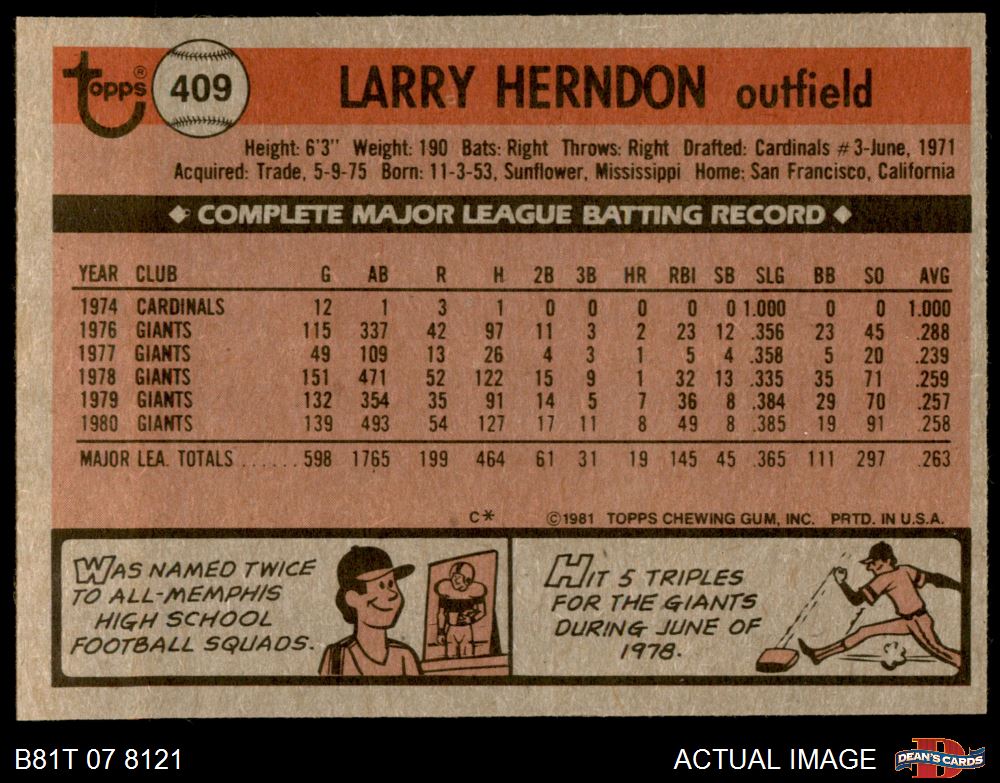 topps® 409 LARRY HERNDON outfield
Height: 6'3" Weight: 190 Bats: Right Throws: Right Drafted: Cardinals #3-June, 1971
Acquired: Trade, 5-9-75 Born: 11-3-53, Sunflower, Mississippi Home: San Francisco, California
COMPLETE MAJOR LEAGUE BATTING RECORD
YEAR CLUB G AB R H 2B 3B HR RBI SB SLG BB SO AVG
1974 CARDINALS 12 1 3 1 0 0 0 0 0 1.000 0 0 1.000
1976 GIANTS 115 337 42 97 11 3 2 23 12 .356 23 45 .288
1977 GIANTS 49 109 13 26 4 3 1 5 4 .358 5 20 .239
1978 GIANTS 151 471 52 122 15 9 1 32 13 .335 35 71 .259
1979 GIANTS 132 354 35 91 14 5 7 36 8 .384 29 70 .257
1980 GIANTS 139 493 54 127 17 11 8 49 8 .385 19 91 .258
MAJOR LEA. TOTALS ...... 598 1765 199 464 61 31 19 145 45 .365 111 297 .263
C* ©1981 TOPPS CHEWING GUM, INC. PRTD. IN U.S.A.
WAS NAMED TWICE
TO ALL-MEMPHIS
HIGH SCHOOL
FOOTBALL SQUADS.
HIT 5 TRIPLES
FOR THE GIANTS
DURING JUNE OF
1978.
B81T 07 8121 ACTUAL IMAGE
DEAN'S CARDS